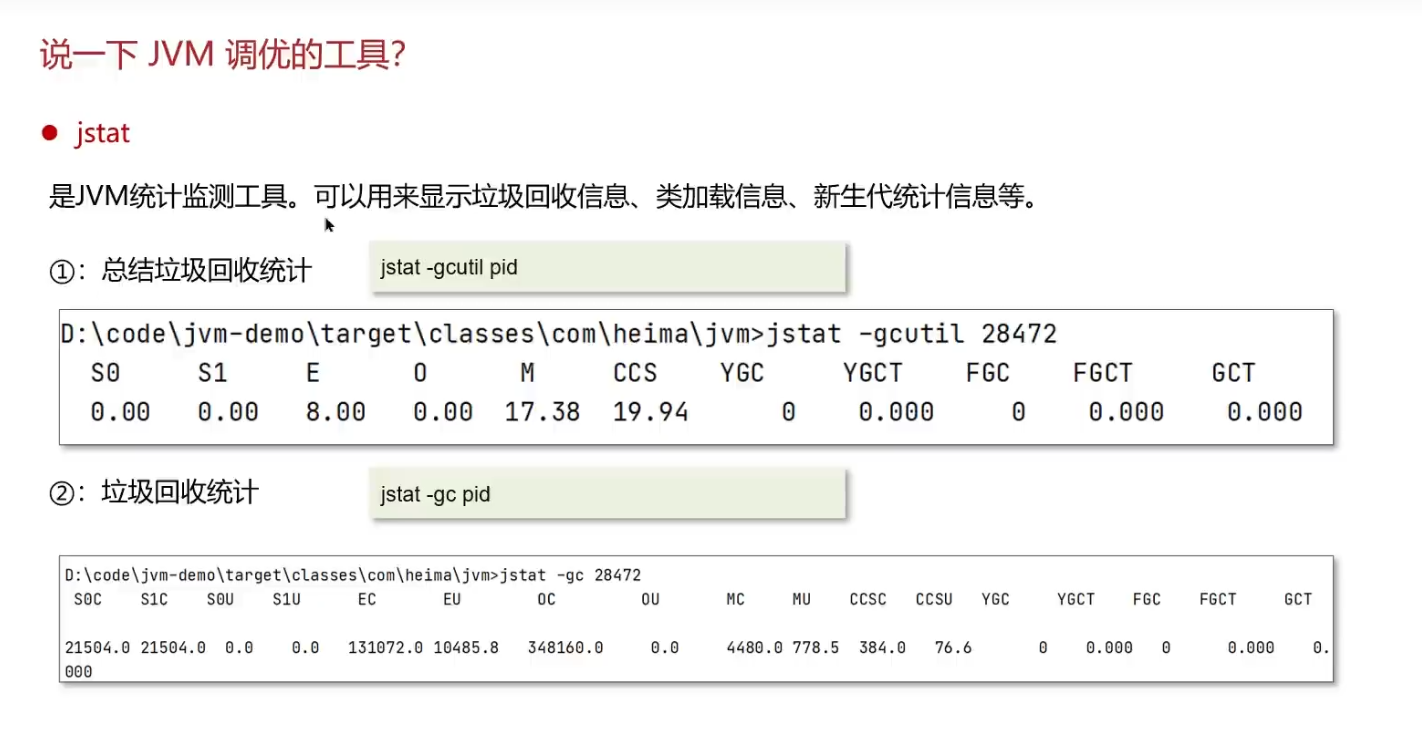 说一下 JVM 调优的工具?
● jstat
是JVM统计监测工具。可以用来显示垃圾回收信息、类加载信息、新生代统计信息等。
①：总结垃圾回收统计 jstat -gcutil pid
D:\code\jvm-demo\target\classes\com\heima\jvm>jstat -gcutil 28472
S0 S1 E O M CCS YGC YGCT FGC FGCT GCT
0.00 0.00 8.00 0.00 17.38 19.94 0 0.000 0 0.000 0.000
②：垃圾回收统计 jstat -gc pid
D:\code\jvm-demo\target\classes\com\heima\jvm>jstat -gc 28472
S0C S1C S0U S1U EC EU OC OU MC MU CCSC CCSU YGC YGCT FGC FGCT GCT
21504.0 21504.0 0.0 0.0 131072.0 10485.8 348160.0 0.0 4480.0 778.5 384.0 76.6 0 0.000 0 0.000 0.
000